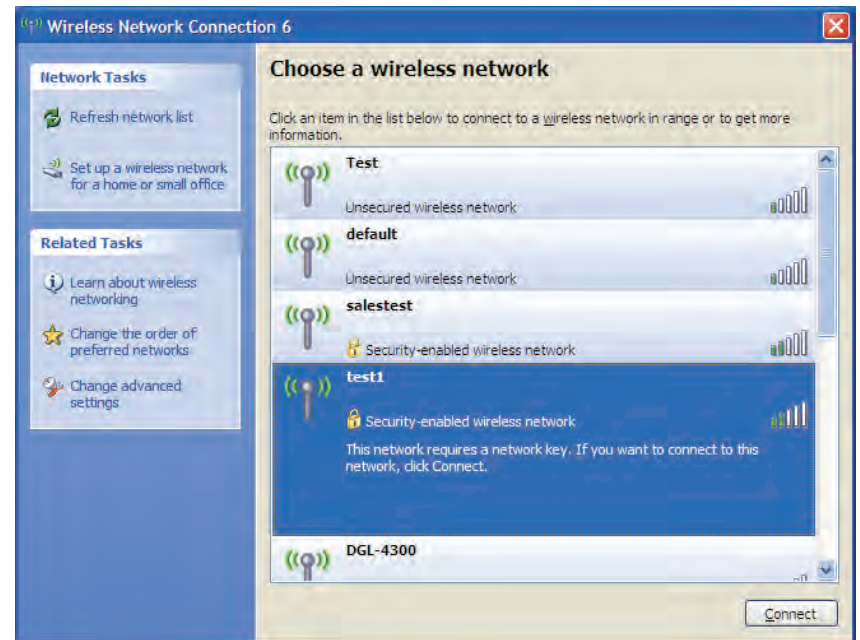 Wireless Network Connection 6
Network Tasks
Refresh network list
Set up a wireless network
for a home or small office
Related Tasks
Learn about wireless
networking
Change the order of
preferred networks
Change advanced
settings
Choose a wireless network
Click an item in the list below to connect to a wireless network in range or to get more
information.
Test
Unsecured wireless network
default
Unsecured wireless network
salestest
Security-enabled wireless network
test1
Security-enabled wireless network
This network requires a network key. If you want to connect to this
network, click Connect.
DGL-4300
Connect